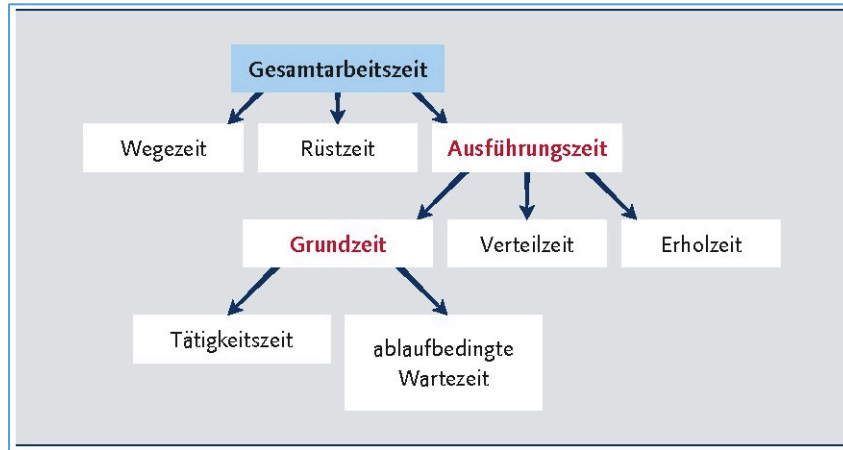 Gesamtarbeitszeit
Wegezeit
Rüstzeit
Ausführungszeit
Grundzeit
Verteilzeit
Erholzeit
Tätigkeitszeit
ablaufbedingte
Wartezeit